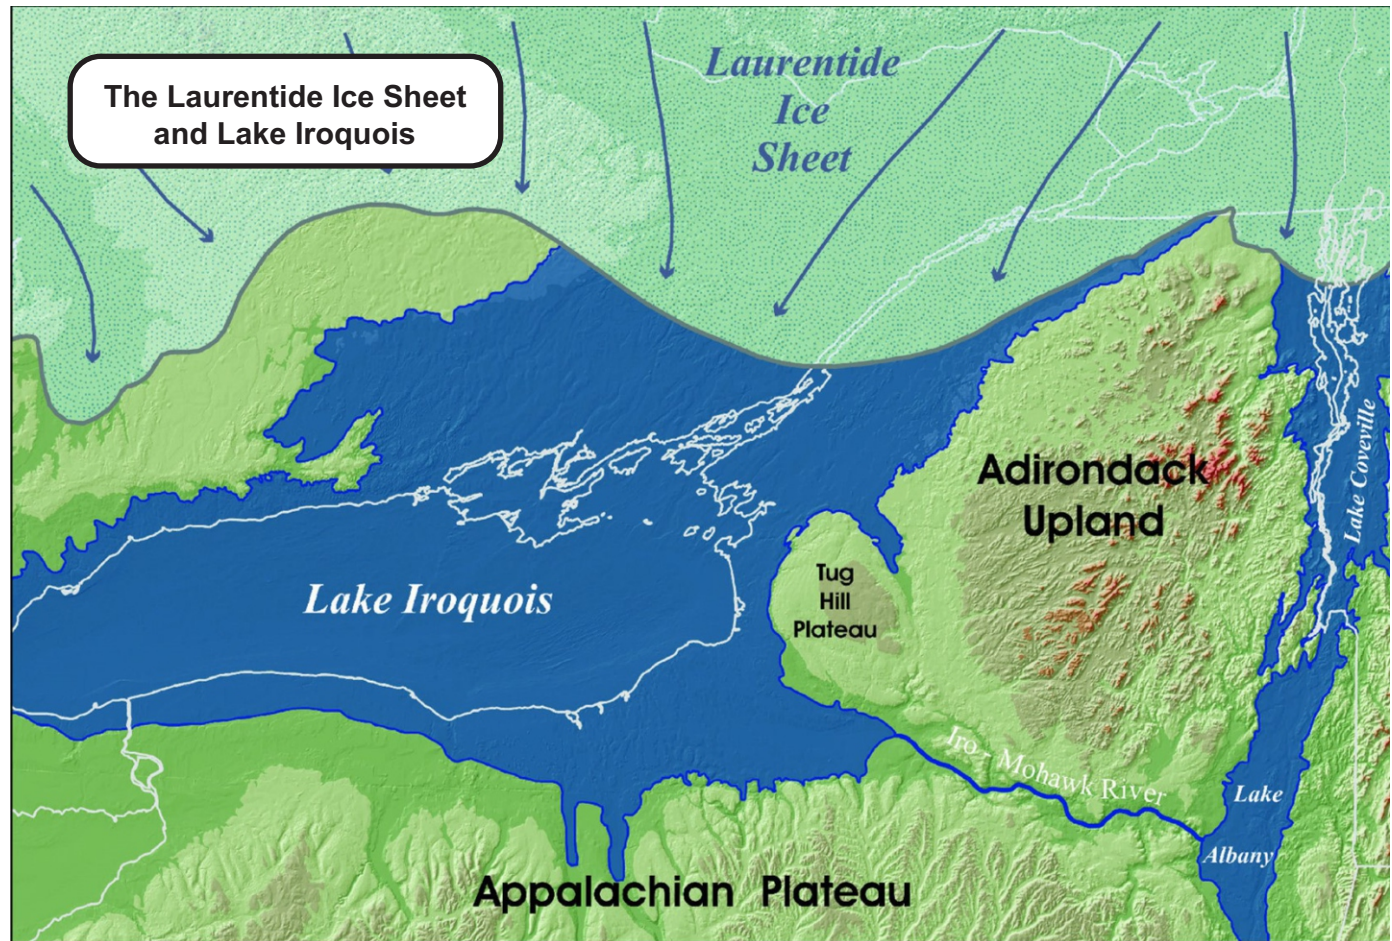 The Laurentide Ice Sheet
and Lake Iroquois
Laurentide
Ice
Sheet
Lake Coveville
Adirondack
Upland
Tug
Hill
Plateau
Lake Iroquois
Iro - Mohawk River
Lake
Albany
Appalachian Plateau